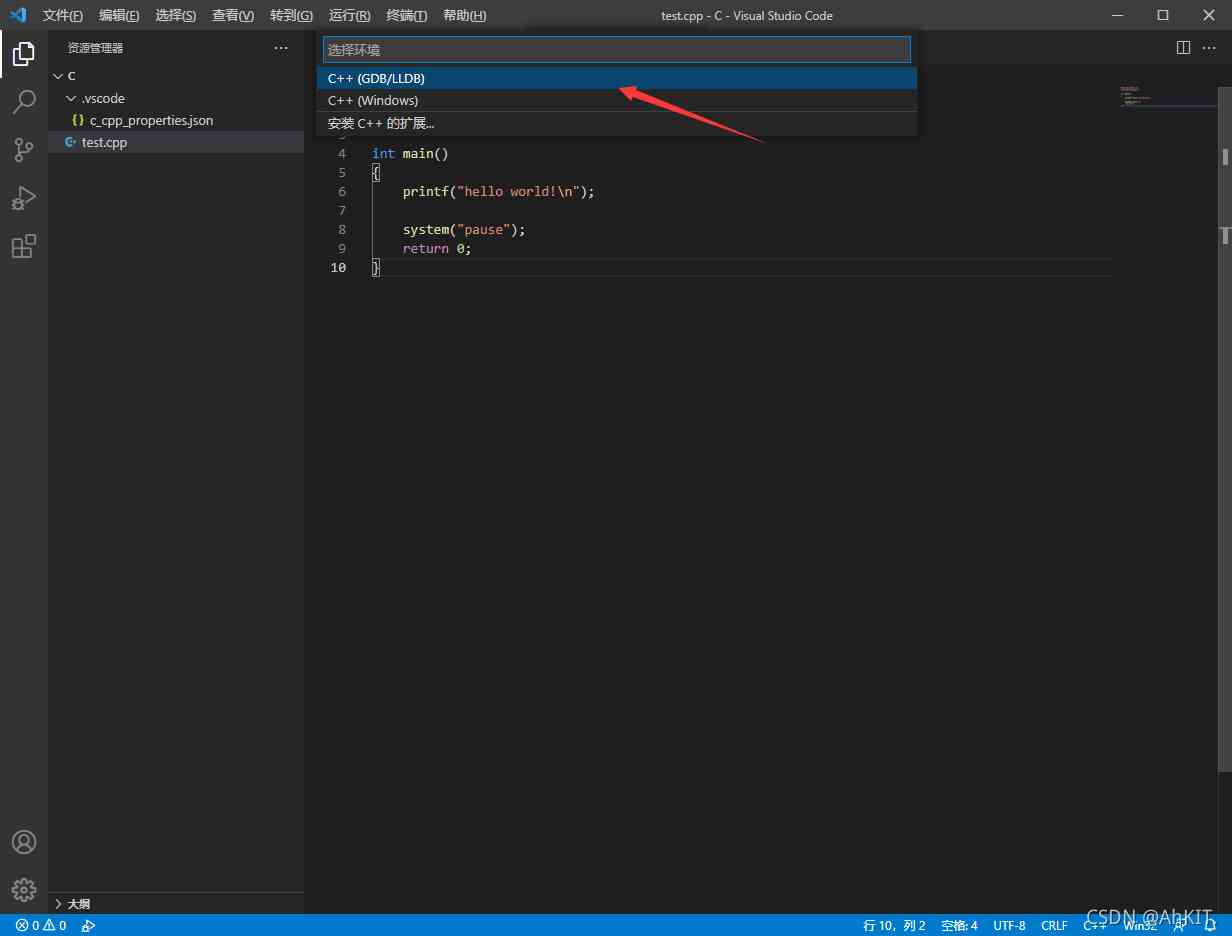 文件(F) 编辑(E) 选择(S) 查看(V) 转到(G) 运行(R) 终端(T) 帮助(H) test.cpp - C - Visual Studio Code
资源管理器
选择环境
C
C++ (GDB/LLDB)
.vscode
C++ (Windows)
c_cpp_properties.json
安装 C++ 的扩展...
test.cpp
4 int main()
5 {
6 printf("hello world!\n");
7
8 system("pause");
9 return 0;
10 }
大纲
0 0 行 10，列 2 空格: 4 UTF-8 CRLF C++ Win32
CSDN @AhKIT